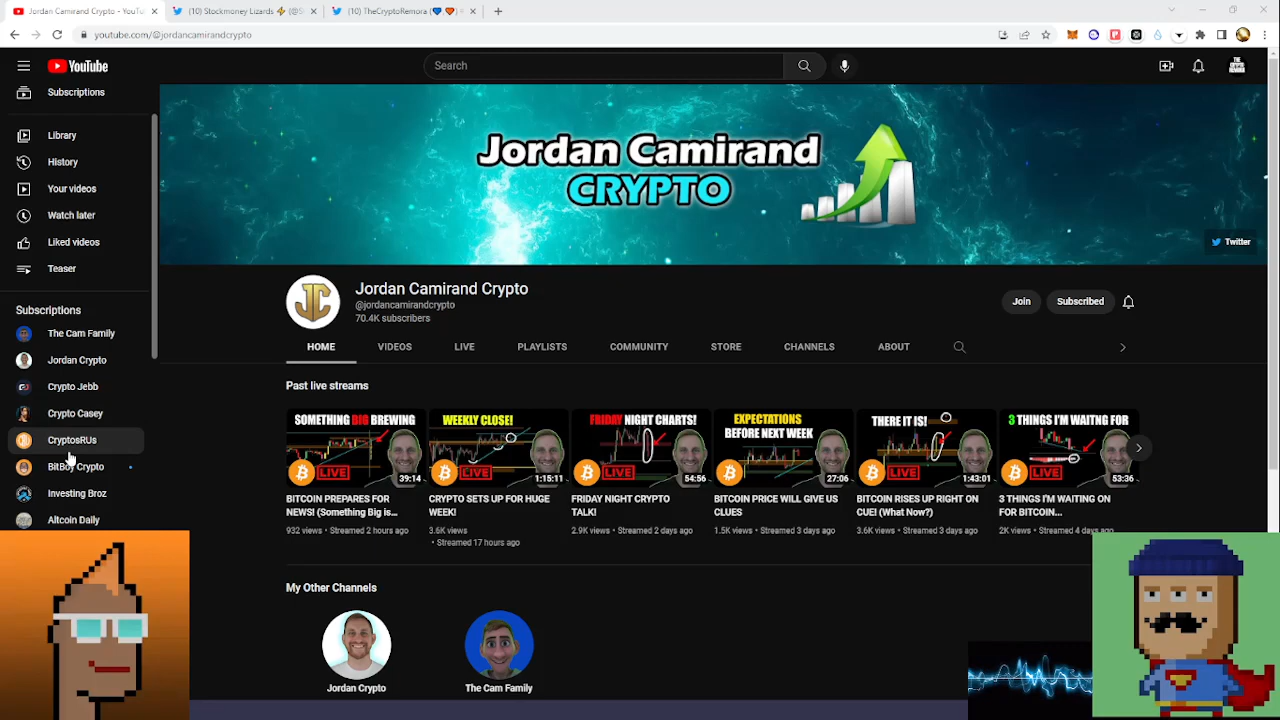 Jordan Camirand Crypto - YouTu
(10) Stockmoney Lizards ⚡ (@S
(10) TheCryptoRemora (💙,🧡)
youtube.com/@jordancamirandcrypto
YouTube
Search
Subscriptions
Library
History
Your videos
Watch later
Liked videos
Teaser
Subscriptions
The Cam Family
Jordan Crypto
Crypto Jebb
Crypto Casey
CryptosRUs
BitBoy Crypto
Investing Broz
Altcoin Daily
Jordan Camirand
CRYPTO
Twitter
JC
Jordan Camirand Crypto
@jordancamirandcrypto
70.4K subscribers
Join
Subscribed
HOME
VIDEOS
LIVE
PLAYLISTS
COMMUNITY
STORE
CHANNELS
ABOUT
Past live streams
SOMETHING BIG BREWING
LIVE
39:14
BITCOIN PREPARES FOR
NEWS! (Something Big is...
932 views • Streamed 2 hours ago
WEEKLY CLOSE!
LIVE
1:15:11
CRYPTO SETS UP FOR HUGE
WEEK!
3.6K views
• Streamed 17 hours ago
FRIDAY NIGHT CHARTS!
LIVE
54:56
FRIDAY NIGHT CRYPTO
TALK!
2.9K views • Streamed 2 days ago
EXPECTATIONS
BEFORE NEXT WEEK
27:06
BITCOIN PRICE WILL GIVE US
CLUES
1.5K views • Streamed 3 days ago
THERE IT IS!
LIVE
1:43:01
BITCOIN RISES UP RIGHT ON
CUE! (What Now?)
3.6K views • Streamed 3 days ago
3 THINGS I'M WAITNG FOR
LIVE
53:36
3 THINGS I'M WAITING ON
FOR BITCOIN...
2K views • Streamed 4 days ago
My Other Channels
Jordan Crypto
The Cam Family